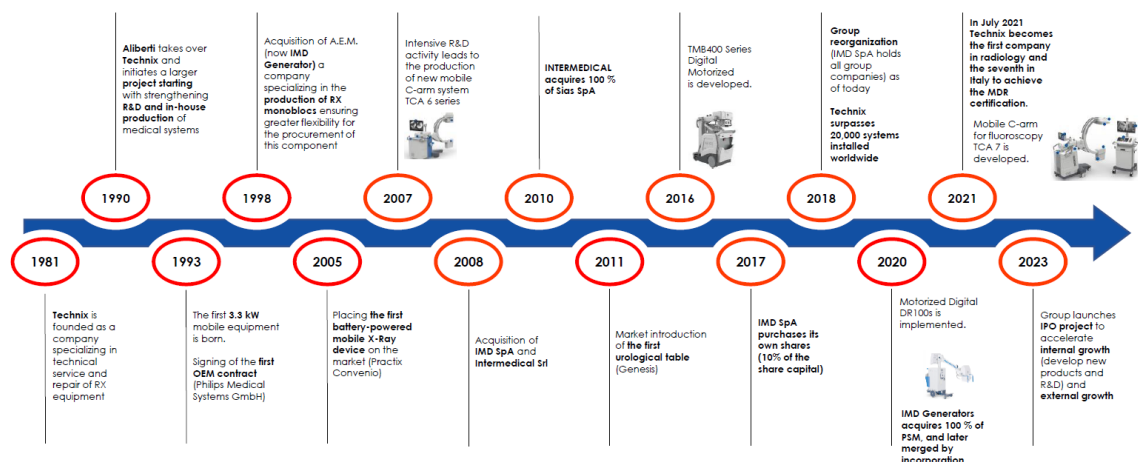 Aliberti takes over
Technix and
initiates a larger
project starting
with strengthening
R&D and in-house
production of
medical systems
Acquisition of A.E.M.
(now IMD
Generator) a
company
specializing in the
production of RX
monoblocs ensuring
greater flexibility for
the procurement of
this component
Intensive R&D
activity leads to
the production
of new mobile
C-arm system
TCA 6 series
INTERMEDICAL
acquires 100 %
of Sias SpA
TMB400 Series
Digital
Motorized
is developed.
Group
reorganization
(IMD SpA holds
all group
companies) as
of today
Technix
surpasses
20,000 systems
installed
worldwide
In July 2021
Technix becomes
the first company
in radiology and
the seventh in
Italy to achieve
the MDR
certification.
Mobile C-arm
for fluoroscopy
TCA 7 is
developed.
1990
1998
2007
2010
2016
2018
2021
1981
1993
2005
2008
2011
2017
2020
2023
Technix is
founded as a
company
specializing in
technical
service and
repair of RX
equipment
The first 3.3 kW
mobile equipment
is born.
Signing of the first
OEM contract
(Philips Medical
Systems GmbH)
Placing the first
battery-powered
mobile X-Ray
device on the
market (Practix
Convenio)
Acquisition of
IMD SpA and
Intermedical Srl
Market introduction
of the first
urological table
(Genesis)
IMD SpA
purchases its
own shares
(10% of the
share capital)
Motorized Digital
DR100s is
implemented.
IMD Generators
acquires 100 % of
PSM, and later
merged by
incorporation
Group launches
IPO project to
accelerate
internal growth
(develop new
products and
R&D) and
external growth